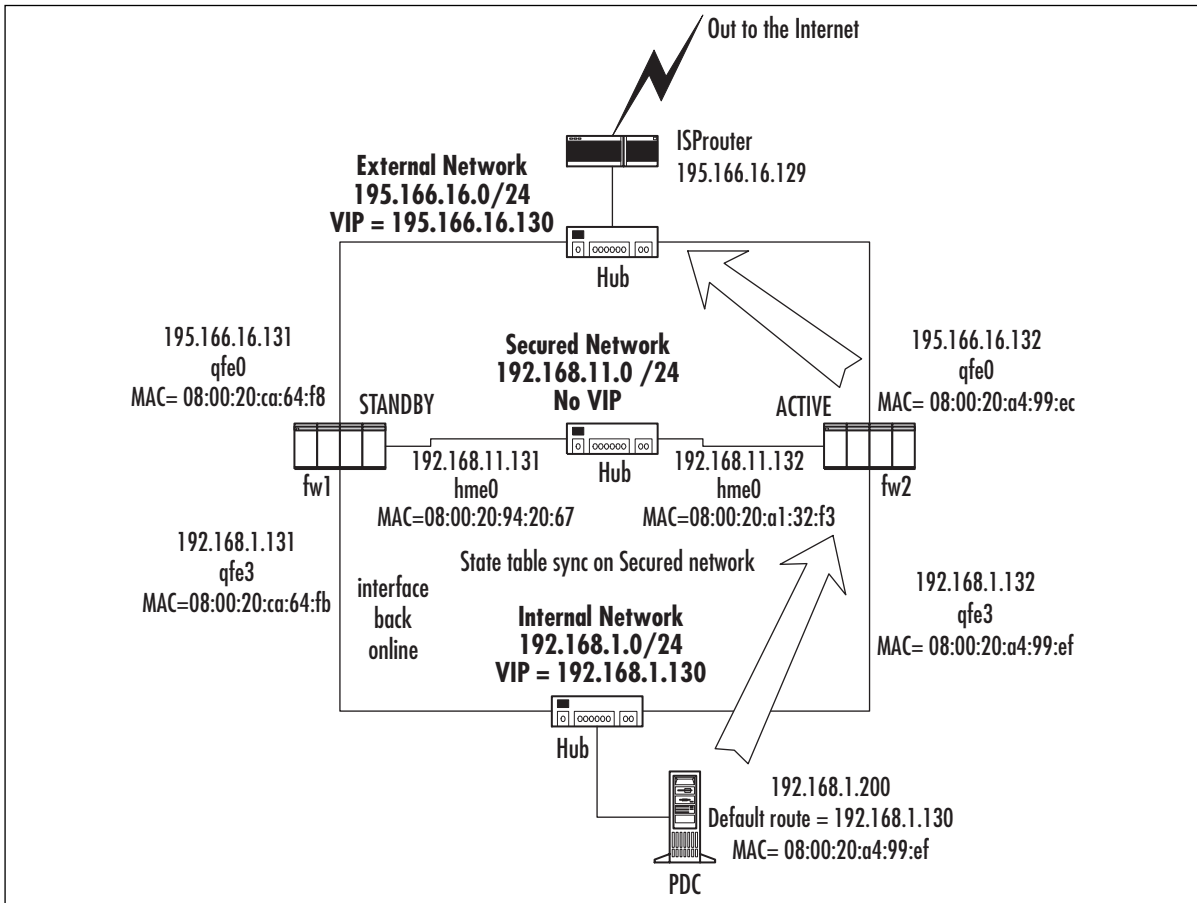 Out to the Internet
ISProuter
195.166.16.129
External Network
195.166.16.0/24
VIP = 195.166.16.130
Hub
195.166.16.131
qfe0
MAC= 08:00:20:ca:64:f8
Secured Network
192.168.11.0 /24
No VIP
195.166.16.132
qfe0
MAC= 08:00:20:a4:99:ec
STANDBY
ACTIVE
fw1
192.168.11.131
hme0
MAC=08:00:20:94:20:67
Hub
192.168.11.132
hme0
MAC=08:00:20:a1:32:f3
fw2
192.168.1.131
qfe3
MAC=08:00:20:ca:64:fb
interface
back
online
State table sync on Secured network
192.168.1.132
qfe3
MAC= 08:00:20:a4:99:ef
Internal Network
192.168.1.0/24
VIP = 192.168.1.130
Hub
192.168.1.200
Default route = 192.168.1.130
MAC= 08:00:20:a4:99:ef
PDC